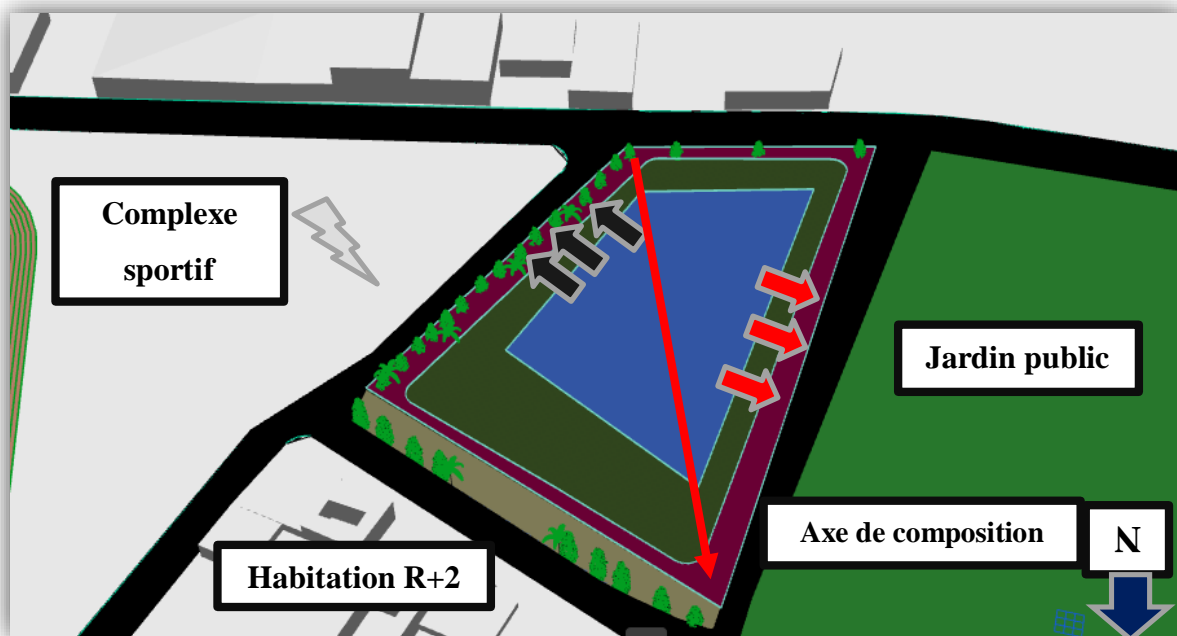 Complexe
sportif
Jardin public
Axe de composition
N
Habitation R+2